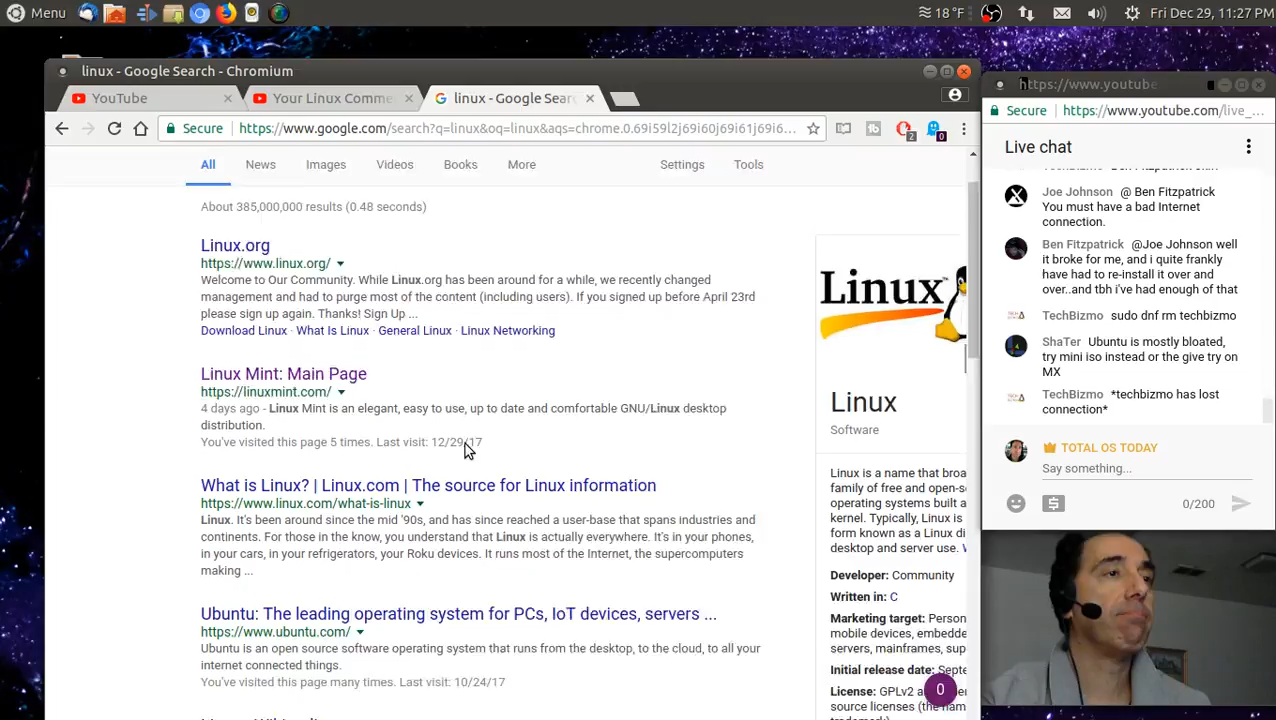 Menu
18 °F
Fri Dec 29, 11:27 PM
linux - Google Search - Chromium
YouTube
Your Linux Comme
linux - Google Searc
Secure
https://www.google.com/search?q=linux&oq=linux&aqs=chrome.0.69i59l2j69i60j69i61j69i6...
2
0
All
News
Images
Videos
Books
More
Settings
Tools
About 385,000,000 results (0.48 seconds)
Linux.org
https://www.linux.org/
Welcome to Our Community. While Linux.org has been around for a while, we recently changed
management and had to purge most of the content (including users). If you signed up before April 23rd
please sign up again. Thanks! Sign Up ...
Download Linux · What Is Linux · General Linux · Linux Networking
Linux Mint: Main Page
https://linuxmint.com/
4 days ago - Linux Mint is an elegant, easy to use, up to date and comfortable GNU/Linux desktop
distribution.
You've visited this page 5 times. Last visit: 12/29/17
What is Linux? | Linux.com | The source for Linux information
https://www.linux.com/what-is-linux
Linux. It's been around since the mid '90s, and has since reached a user-base that spans industries and
continents. For those in the know, you understand that Linux is actually everywhere. It's in your phones,
in your cars, in your refrigerators, your Roku devices. It runs most of the Internet, the supercomputers
making ...
Ubuntu: The leading operating system for PCs, IoT devices, servers ...
https://www.ubuntu.com/
Ubuntu is an open source software operating system that runs from the desktop, to the cloud, to all your
internet connected things.
You've visited this page many times. Last visit: 10/24/17
Linux
Linux
Software
Linux is a name that broa
family of free and open-s
operating systems built a
kernel. Typically, Linux is
form known as a Linux di
desktop and server use.
Developer: Community
Written in: C
Marketing target: Person
mobile devices, embedde
servers, mainframes, sup
Initial release date: Septe
License: GPLv2 a
source licenses (the nam
0
https://www.youtube
Secure
https://www.youtube.com/live_...
Live chat
Joe Johnson @ Ben Fitzpatrick
You must have a bad Internet
connection.
Ben Fitzpatrick @Joe Johnson well
it broke for me, and i quite frankly
have had to re-install it over and
over..and tbh i've had enough of that
TechBizmo sudo dnf rm techbizmo
ShaTer Ubuntu is mostly bloated,
try mini iso instead or the give try on
MX
TechBizmo *techbizmo has lost
connection*
TOTAL OS TODAY
Say something...
0/200